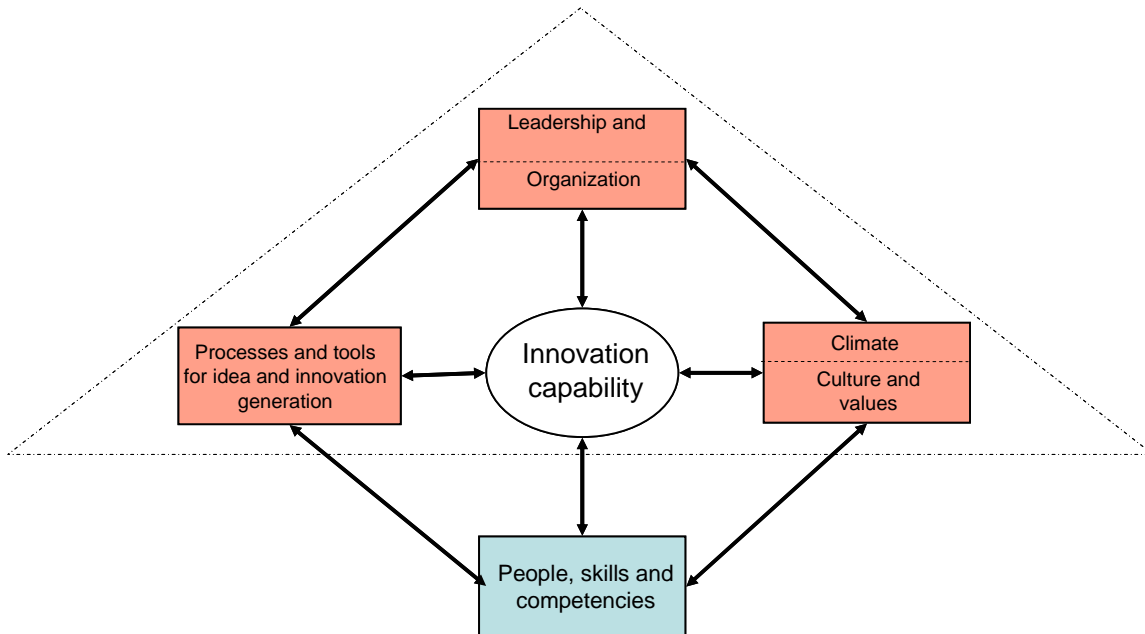 Leadership and
Organization
Processes and tools
for idea and innovation
generation
Innovation
capability
Climate
Culture and
values
People, skills and
competencies